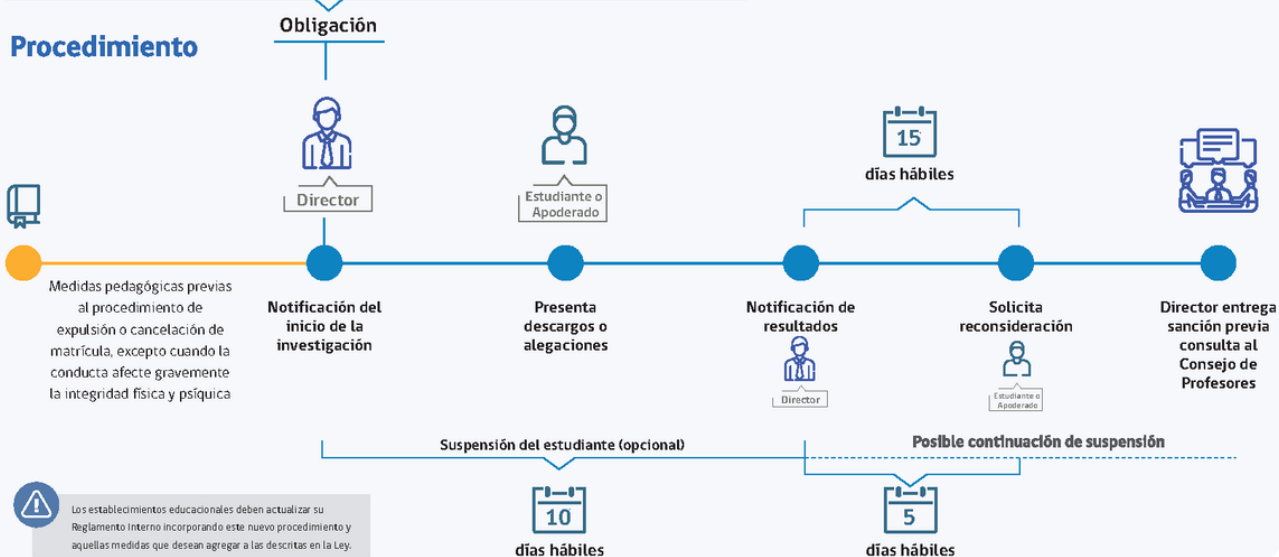 Obligación
Procedimiento
Director
Estudiante o
Apoderado
15
días hábiles
Medidas pedagógicas previas
al procedimiento de
expulsión o cancelación de
matrícula, excepto cuando la
conducta afecte gravemente
la integridad física y psíquica
Notificación del
inicio de la
investigación
Presenta
descargos o
alegaciones
Notificación de
resultados
Director
Solicita
reconsideración
Estudiante o
Apoderado
Director entrega
sanción previa
consulta al
Consejo de
Profesores
Suspensión del estudiante (opcional)
Posible continuación de suspensión
10
días hábiles
5
días hábiles
Los establecimientos educacionales deben actualizar su
Reglamento Interno incorporando este nuevo procedimiento y
aquellas medidas que desean agregar a las descritas en la Ley.